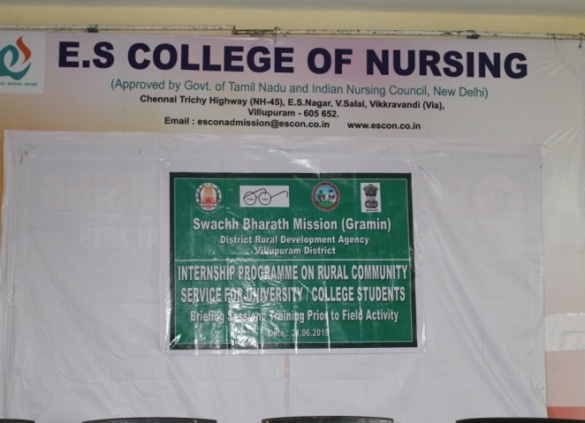 E.S COLLEGE OF NURSING
(Approved by Govt. of Tamil Nadu and Indian Nursing Council, New Delhi)
Chennai Trichy Highway (NH-45), E.S.Nagar, V.Salai, Vikkravandi (Via),
Villupuram - 605 652.
Email : esconadmission@escon.co.in www.escon.co.in
Swachh Bharath Mission (Gramin)
District Rural Development Agency
Villupuram District
INTERNSHIP PROGRAMME ON RURAL COMMUNITY
SERVICE FOR UNIVERSITY / COLLEGE STUDENTS
Briefing Session / Training Prior to Field Activity
Date :